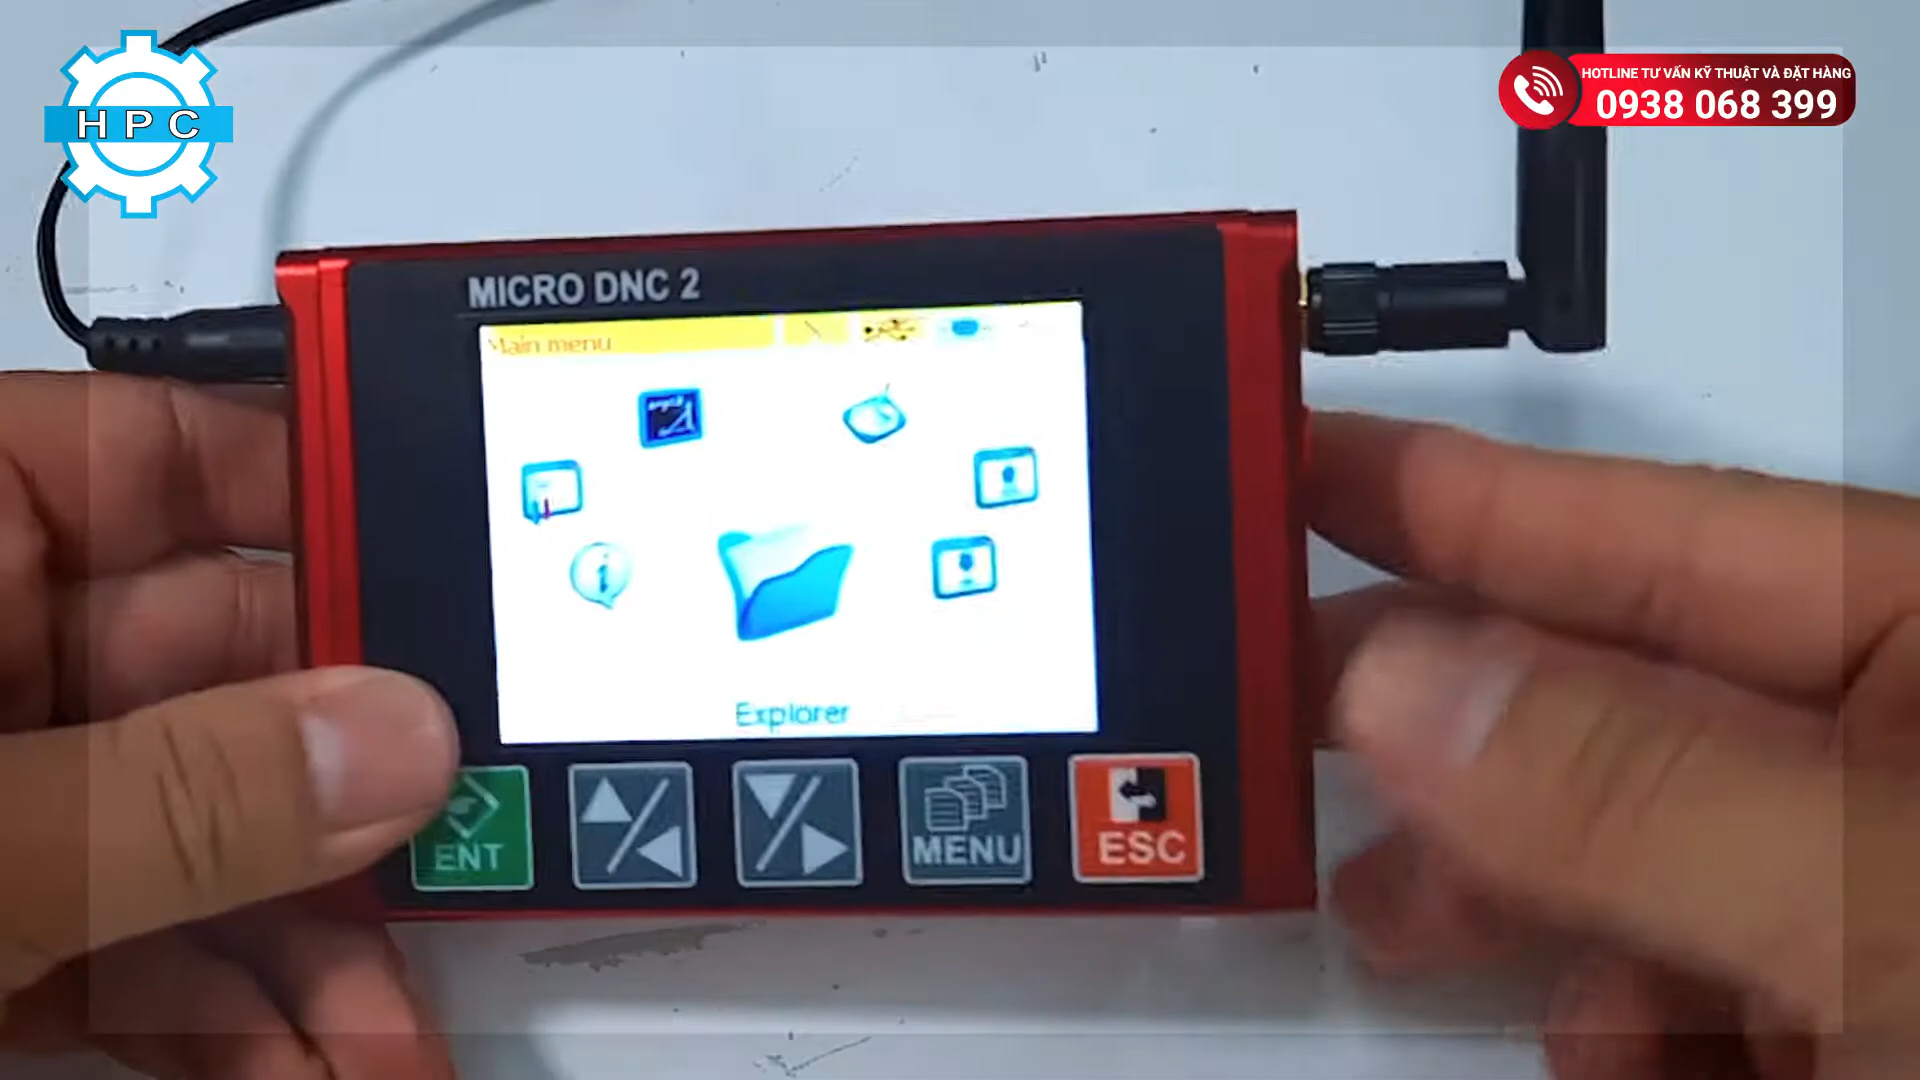 HPC
HOTLINE TƯ VẤN KỸ THUẬT VÀ ĐẶT HÀNG
0938 068 399
MICRO DNC 2
Main menu
Explorer
ENT
MENU
ESC